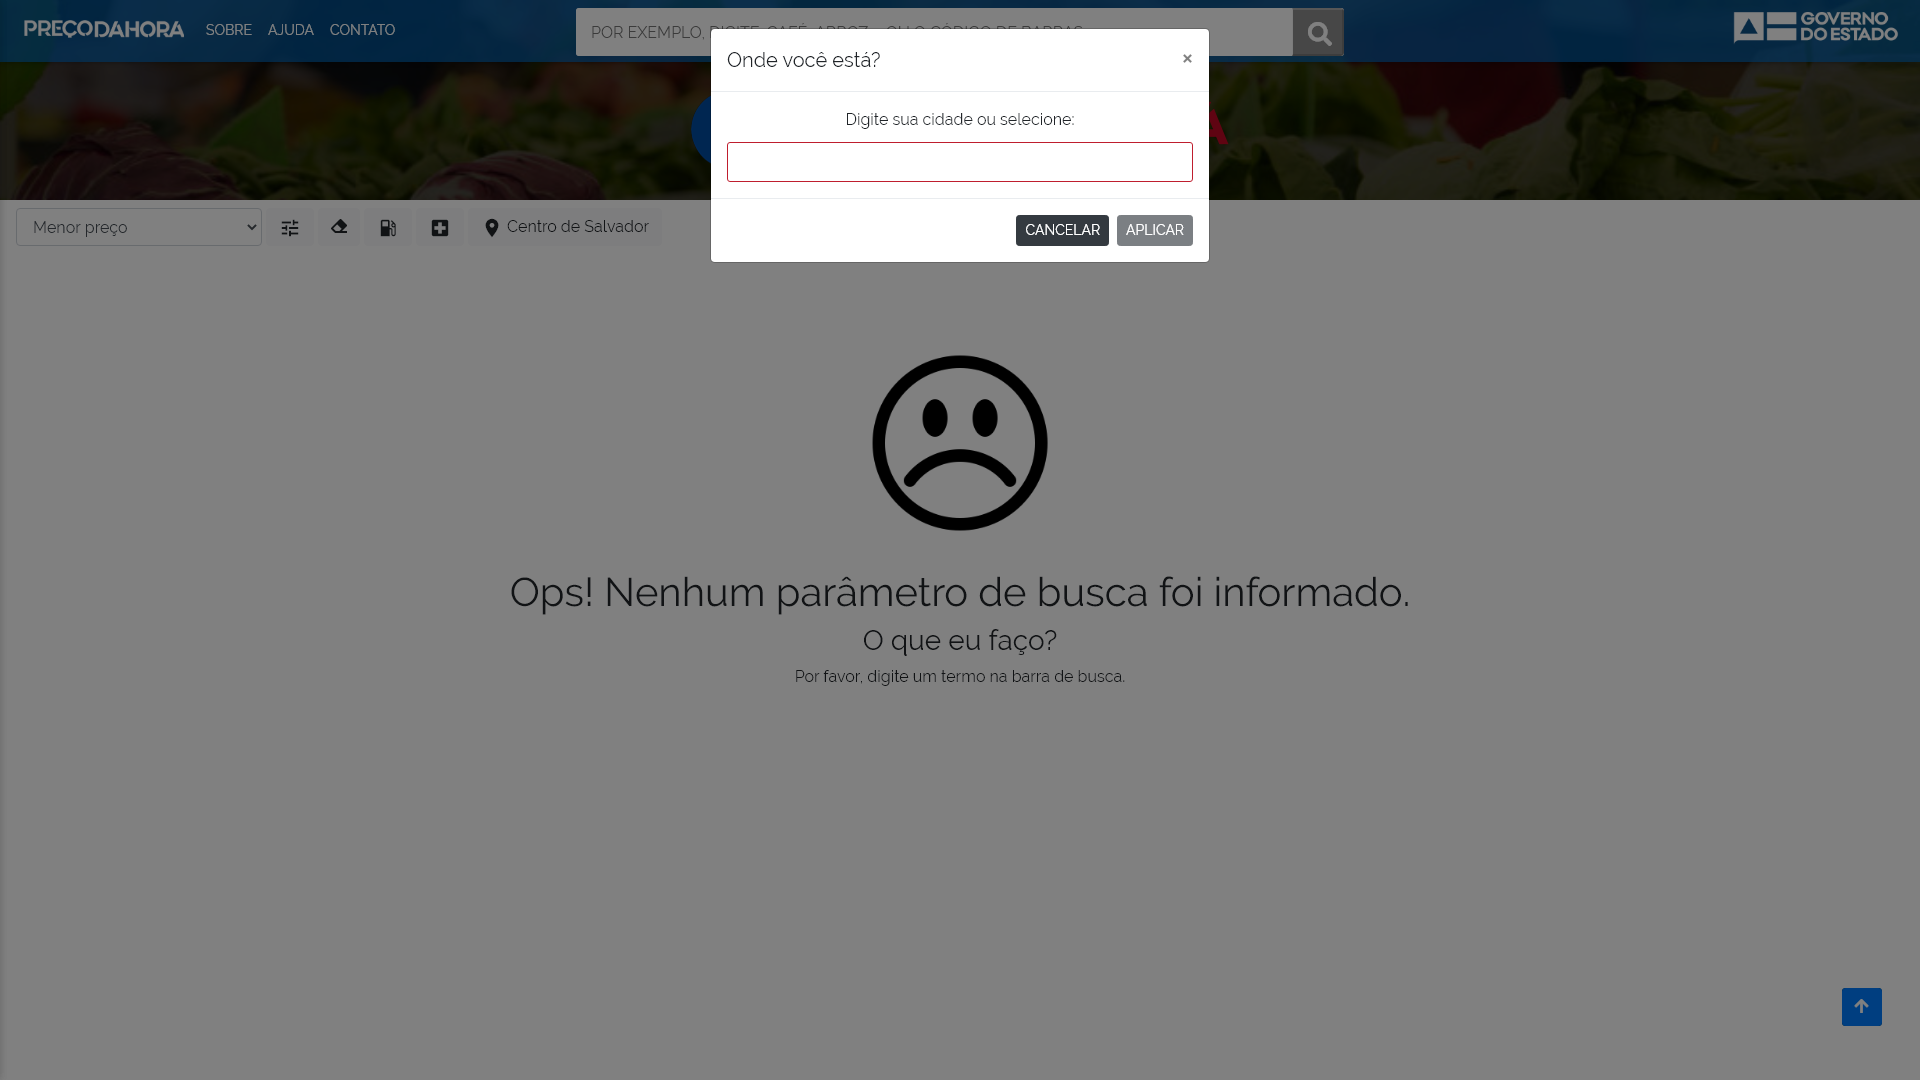 PREÇODAHORA SOBRE AJUDA CONTATO
POR EXEMPLO,
GOVERNO
DO ESTADO
Onde você está?
×
Digite sua cidade ou selecione:
CANCELAR APLICAR
A
Menor preço
Centro de Salvador
Ops! Nenhum parâmetro de busca foi informado.
O que eu faço?
Por favor, digite um termo na barra de busca.